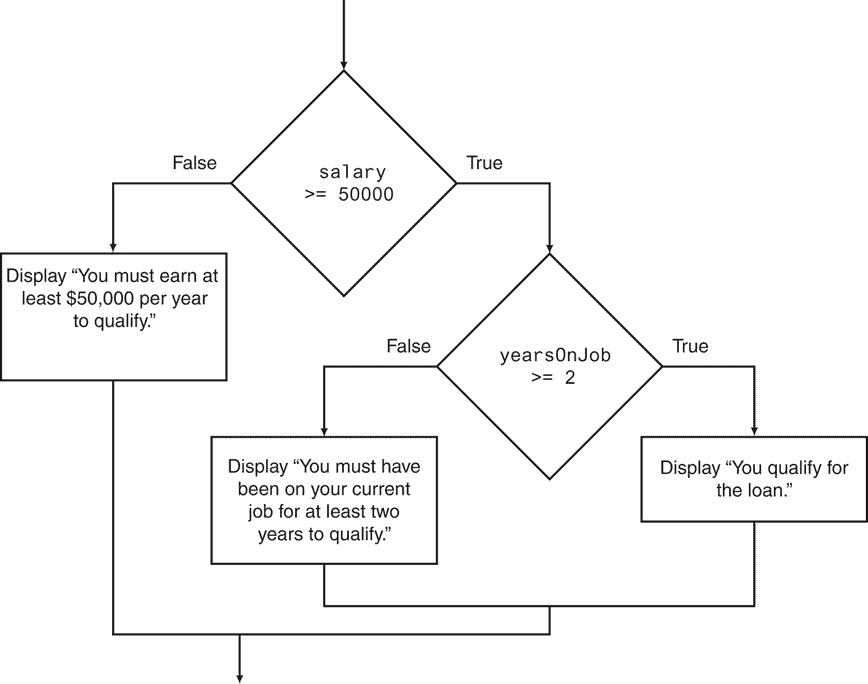 False
True
salary
>= 50000
Display “You must earn at
least $50,000 per year
to qualify.”
False
True
yearsOnJob
>= 2
Display “You must have
been on your current
job for at least two
years to qualify.”
Display “You qualify for
the loan.”